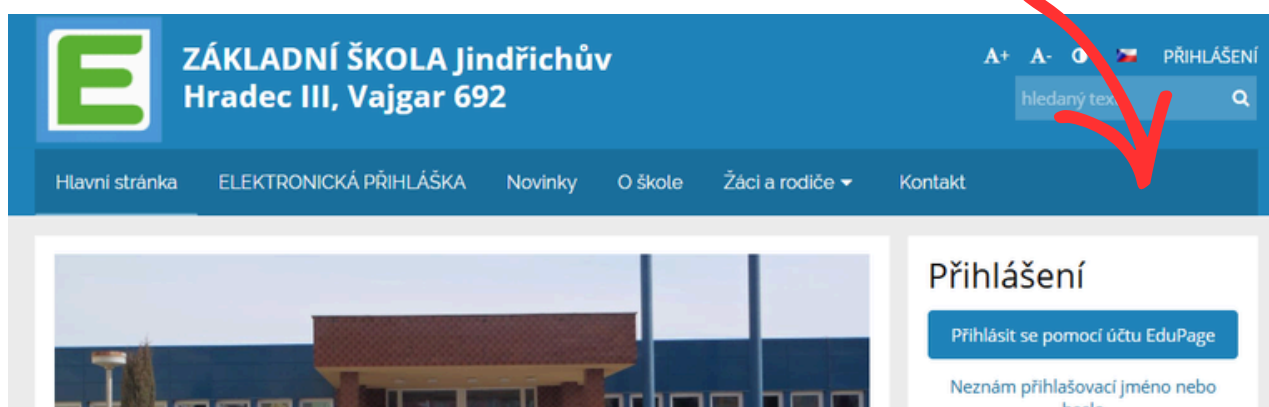 E
ZÁKLADNÍ ŠKOLA Jindřichův
Hradec III, Vajgar 692
A+ A- PŘIHLÁŠENÍ
hledaný
Hlavní stránka ELEKTRONICKÁ PŘIHLÁŠKA Novinky O škole Žáci a rodiče Kontakt
Přihlášení
Přihlásit se pomocí účtu EduPage
Neznám přihlašovací jméno nebo